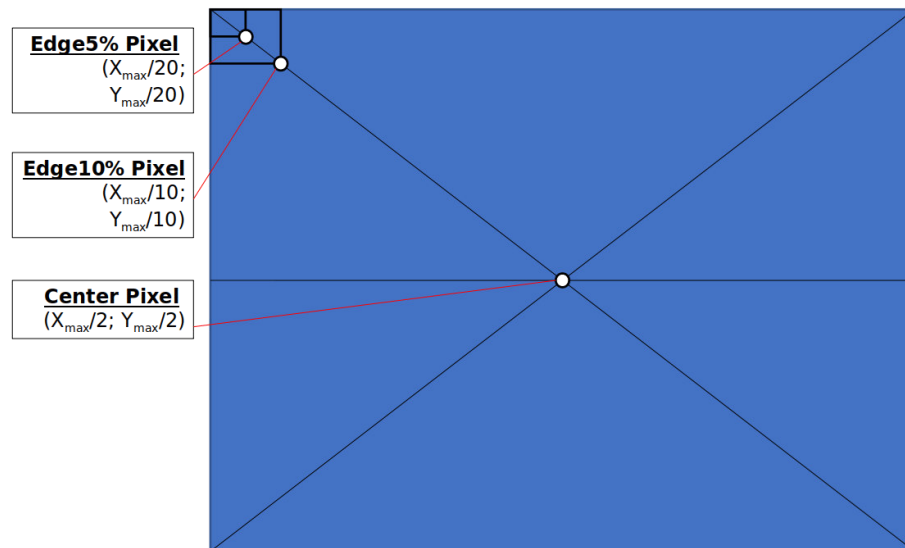 Edge5% Pixel
(Xmax/20;
Ymax/20)
Edge10% Pixel
(Xmax/10;
Ymax/10)
Center Pixel
(Xmax/2; Ymax/2)